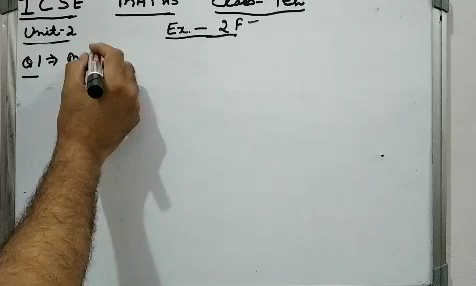 ICSE MATHS Class- Ten
Unit-2 Ex. - 2F
Q1 ⇒